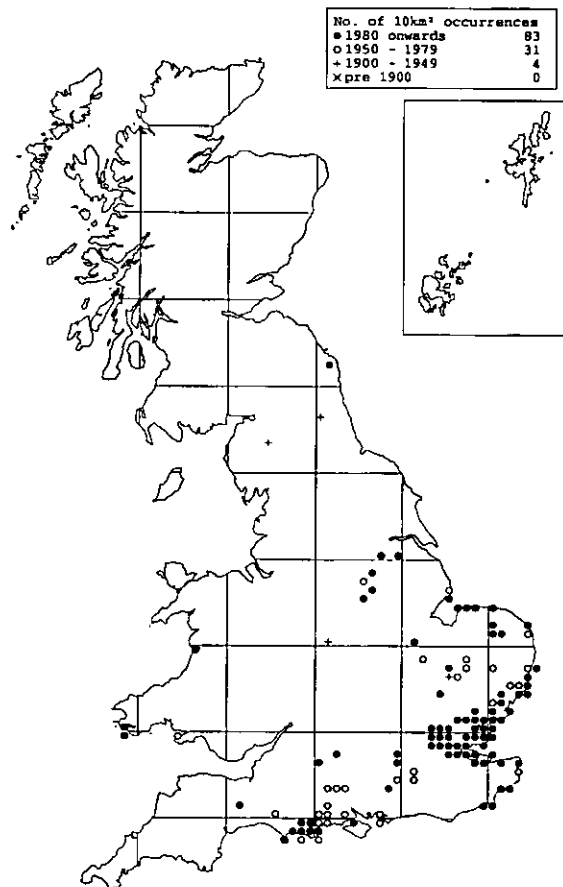 No. of 10km² occurrences
● 1980 onwards 83
○ 1950 - 1979 31
+ 1900 - 1949 4
× pre 1900 0